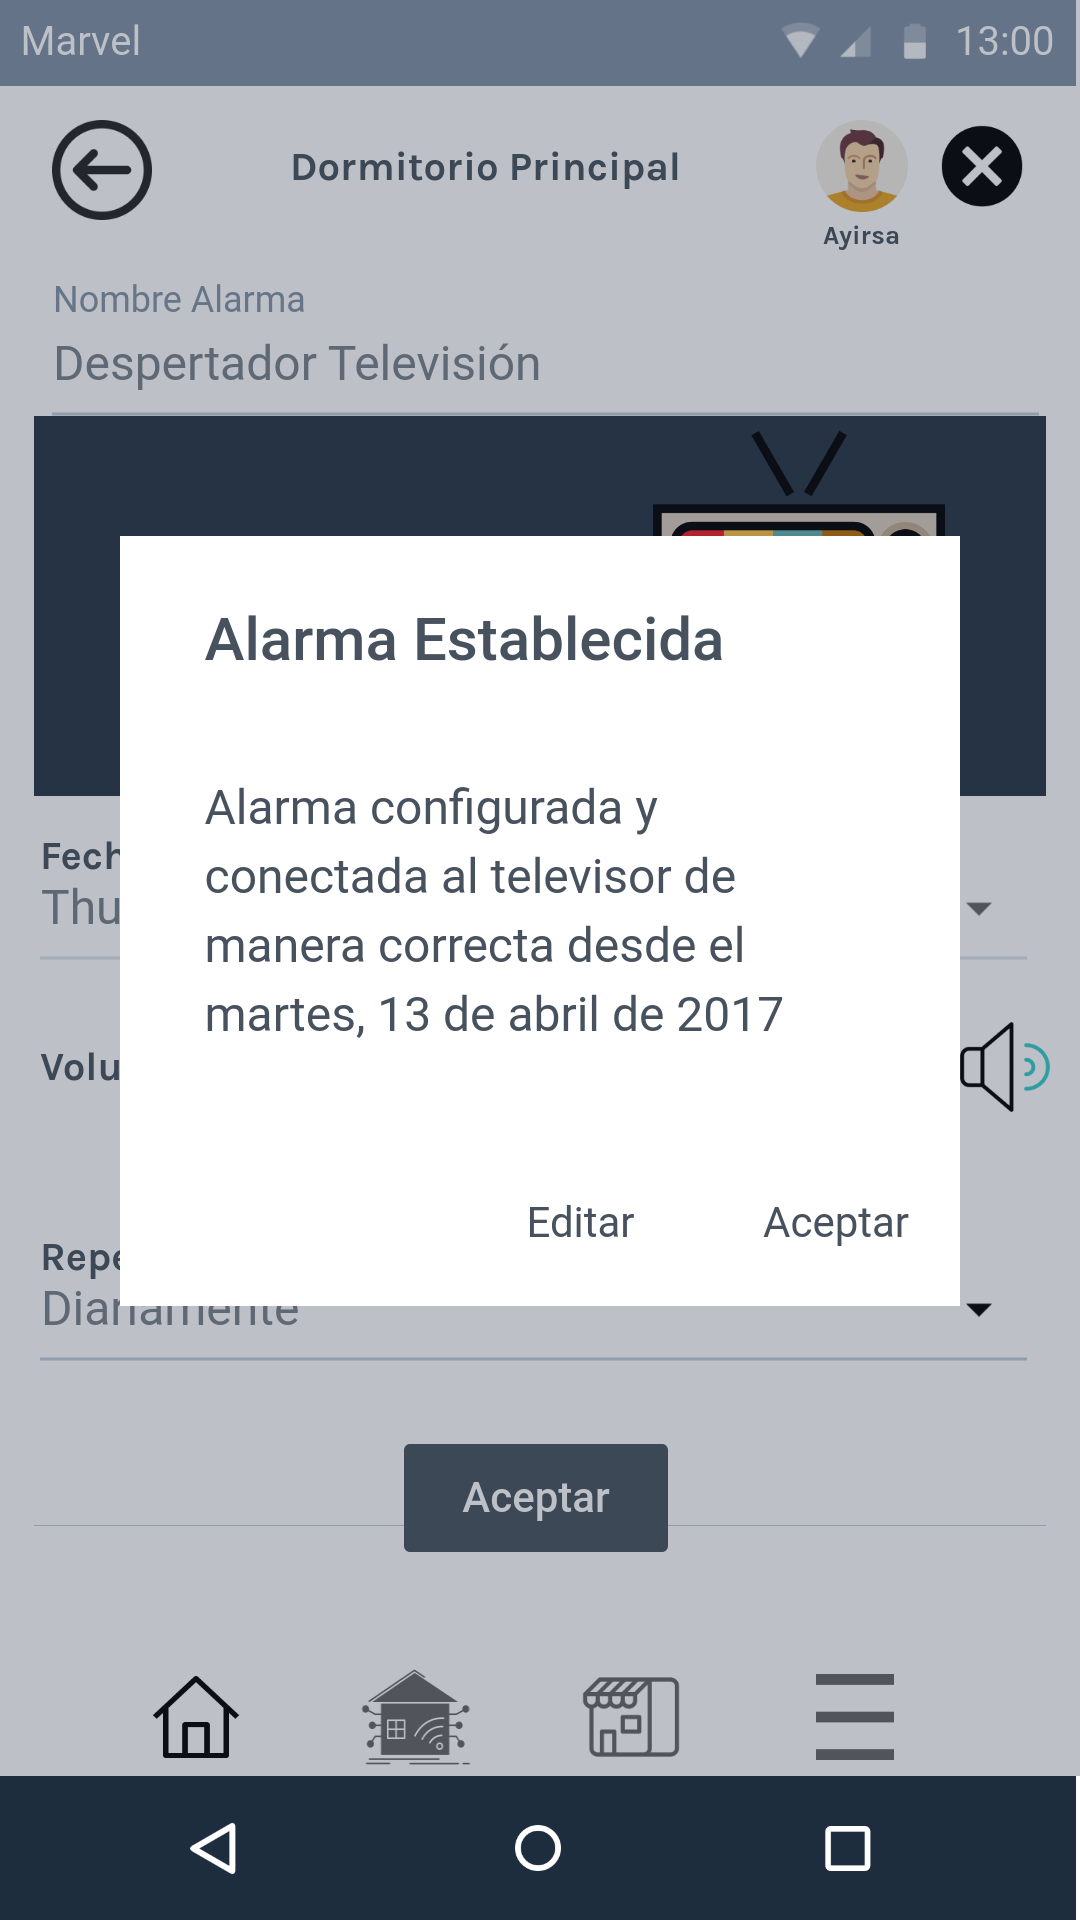 Marvel 13:00
Dormitorio Principal
Ayirsa
Nombre Alarma
Despertador Televisión
Alarma Establecida
Alarma configurada y
conectada al televisor de
manera correcta desde el
martes, 13 de abril de 2017
Editar Aceptar
Fech
Thu
Volu
Repe
Diariamente
Aceptar